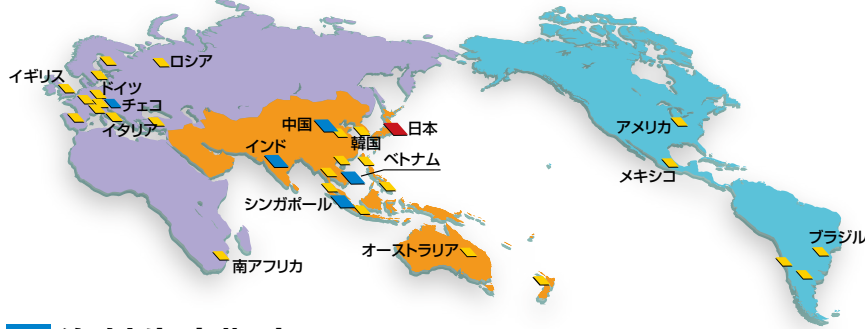 ロシア
イギリス
ドイツ
チェコ
イタリア
中国
日本
韓国
インド
ベトナム
シンガポール
オーストラリア
南アフリカ
アメリカ
メキシコ
ブラジル